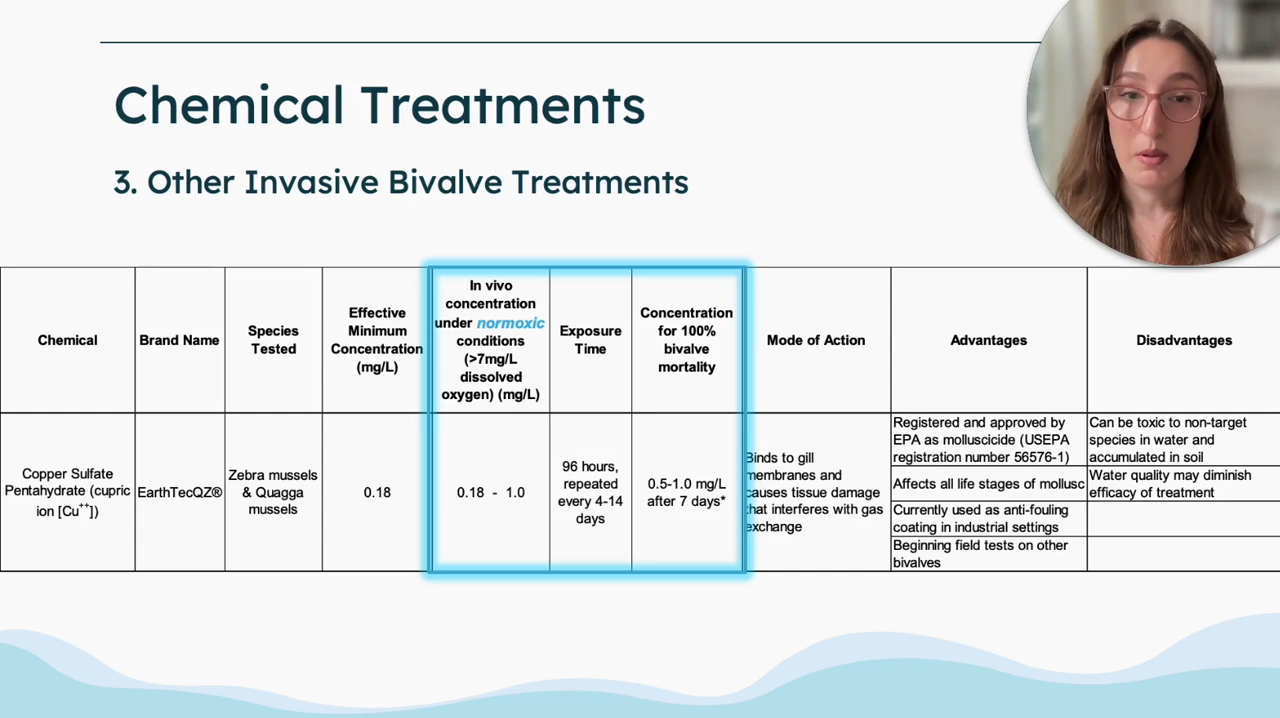 Chemical Treatments
3. Other Invasive Bivalve Treatments
Chemical
Brand Name
Species
Tested
Effective
Minimum
Concentration
(mg/L)
In vivo
concentration
under normoxic
conditions
(>7mg/L
dissolved
oxygen) (mg/L)
Exposure
Time
Concentration
for 100%
bivalve
mortality
Mode of Action
Advantages
Disadvantages
Copper Sulfate
Pentahydrate (cupric
ion [Cu⁺⁺])
EarthTecQZ®
Zebra mussels
& Quagga
mussels
0.18
0.18 - 1.0
96 hours,
repeated
every 4-14
days
0.5-1.0 mg/L
after 7 days*
Binds to gill
membranes and
causes tissue damage
that interferes with gas
exchange
Registered and approved by
EPA as molluscicide (USEPA
registration number 56576-1)
Affects all life stages of mollusc
Currently used as anti-fouling
coating in industrial settings
Beginning field tests on other
bivalves
Can be toxic to non-target
species in water and
accumulated in soil
Water quality may diminish
efficacy of treatment